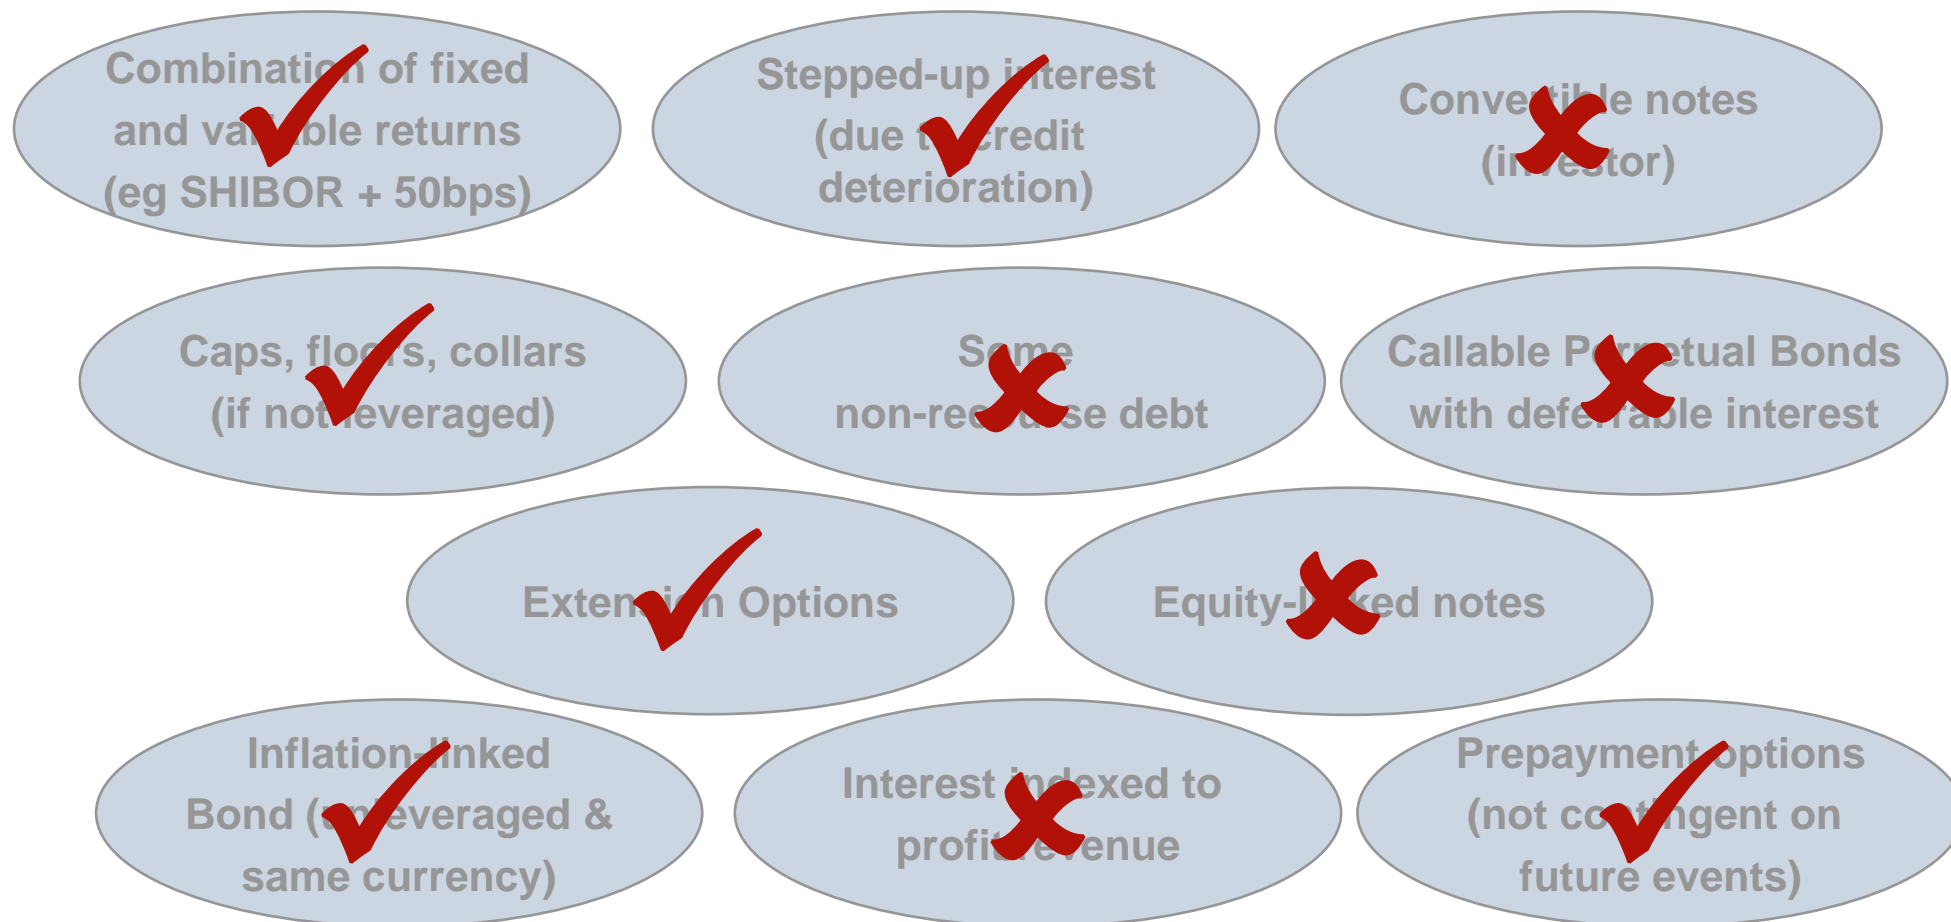 Combination of fixed
and variable returns
(eg SHIBOR + 50bps)
Stepped-up interest
(due to credit
deterioration)
Convertible notes
(investor)
Caps, floors, collars
(if not leveraged)
Some
non-recourse debt
Callable Perpetual Bonds
with deferrable interest
Extension Options
Equity-linked notes
Inflation-linked
Bond (unleveraged &
same currency)
Interest indexed to
profit/revenue
Prepayment options
(not contingent on
future events)